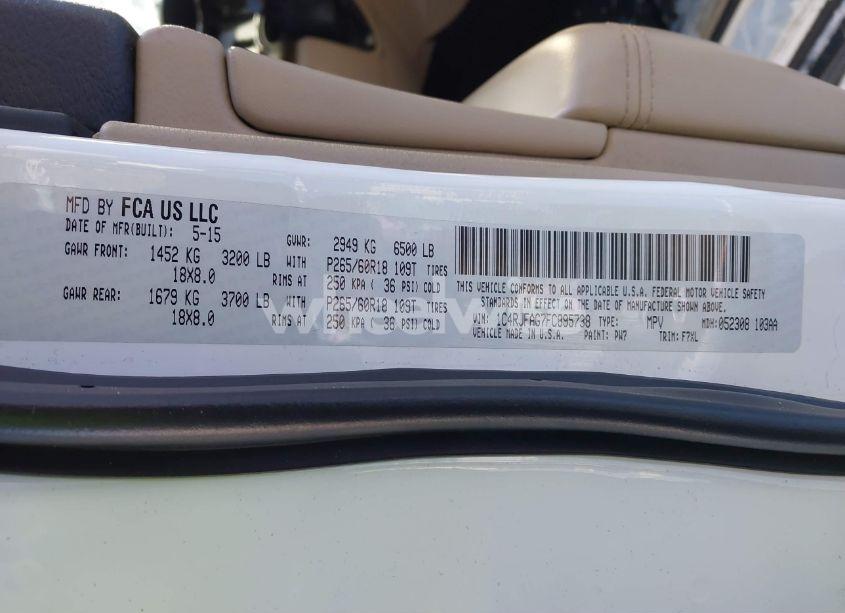 MFD BY FCA US LLC
DATE OF MFR(BUILT): 5-15 GVWR: 2949 KG 6500 LB
GAWR FRONT: 1452 KG 3200 LB WITH P265/60R18 109T TIRES
18X8.0 RIMS AT 250 KPA ( 36 PSI) COLD
GAWR REAR: 1679 KG 3700 LB WITH P265/60R18 109T TIRES
18X8.0 RIMS AT 250 KPA ( 36 PSI) COLD
THIS VEHICLE CONFORMS TO ALL APPLICABLE U.S.A. FEDERAL MOTOR VEHICLE SAFETY
STANDARDS IN EFFECT ON THE DATE OF MANUFACTURE SHOWN ABOVE.
VIN: 1C4RJFAG7FC895738 TYPE: MPV MDH: 052308 103AA
VEHICLE MADE IN U.S.A. PAINT: PW7 TRIM: F7XL